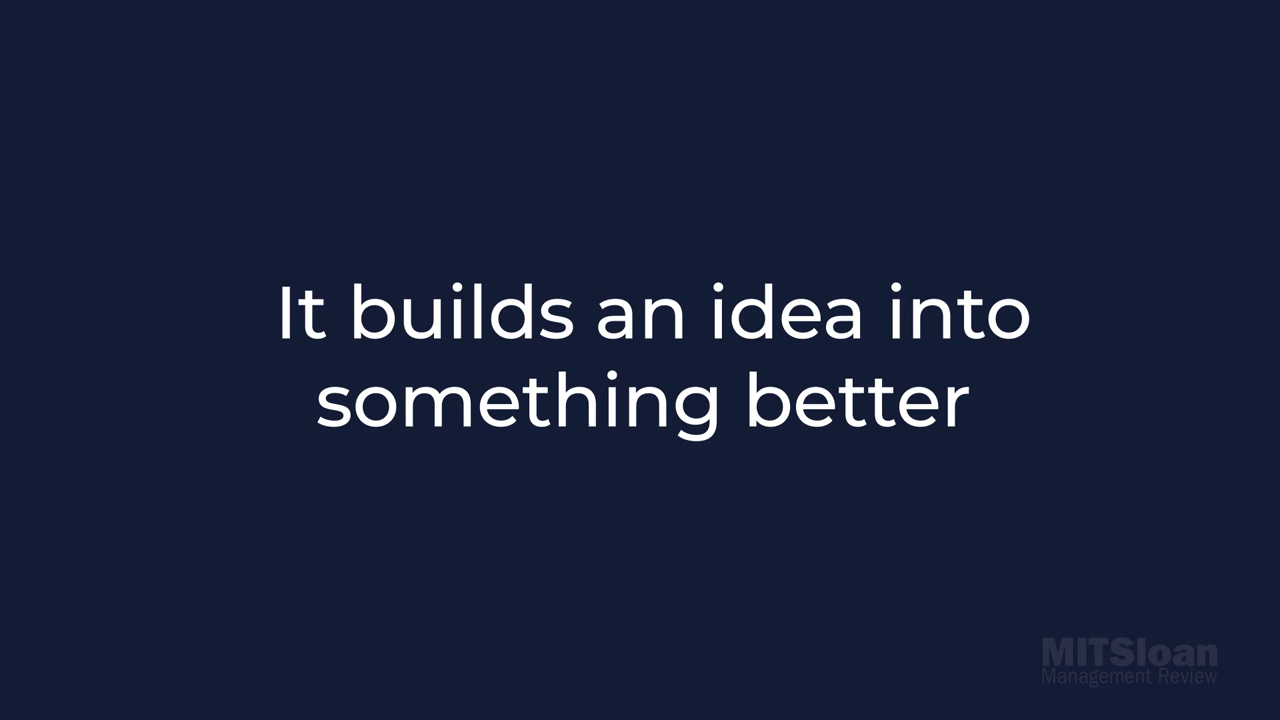 It builds an idea into
something better
MITSloan
Management Review